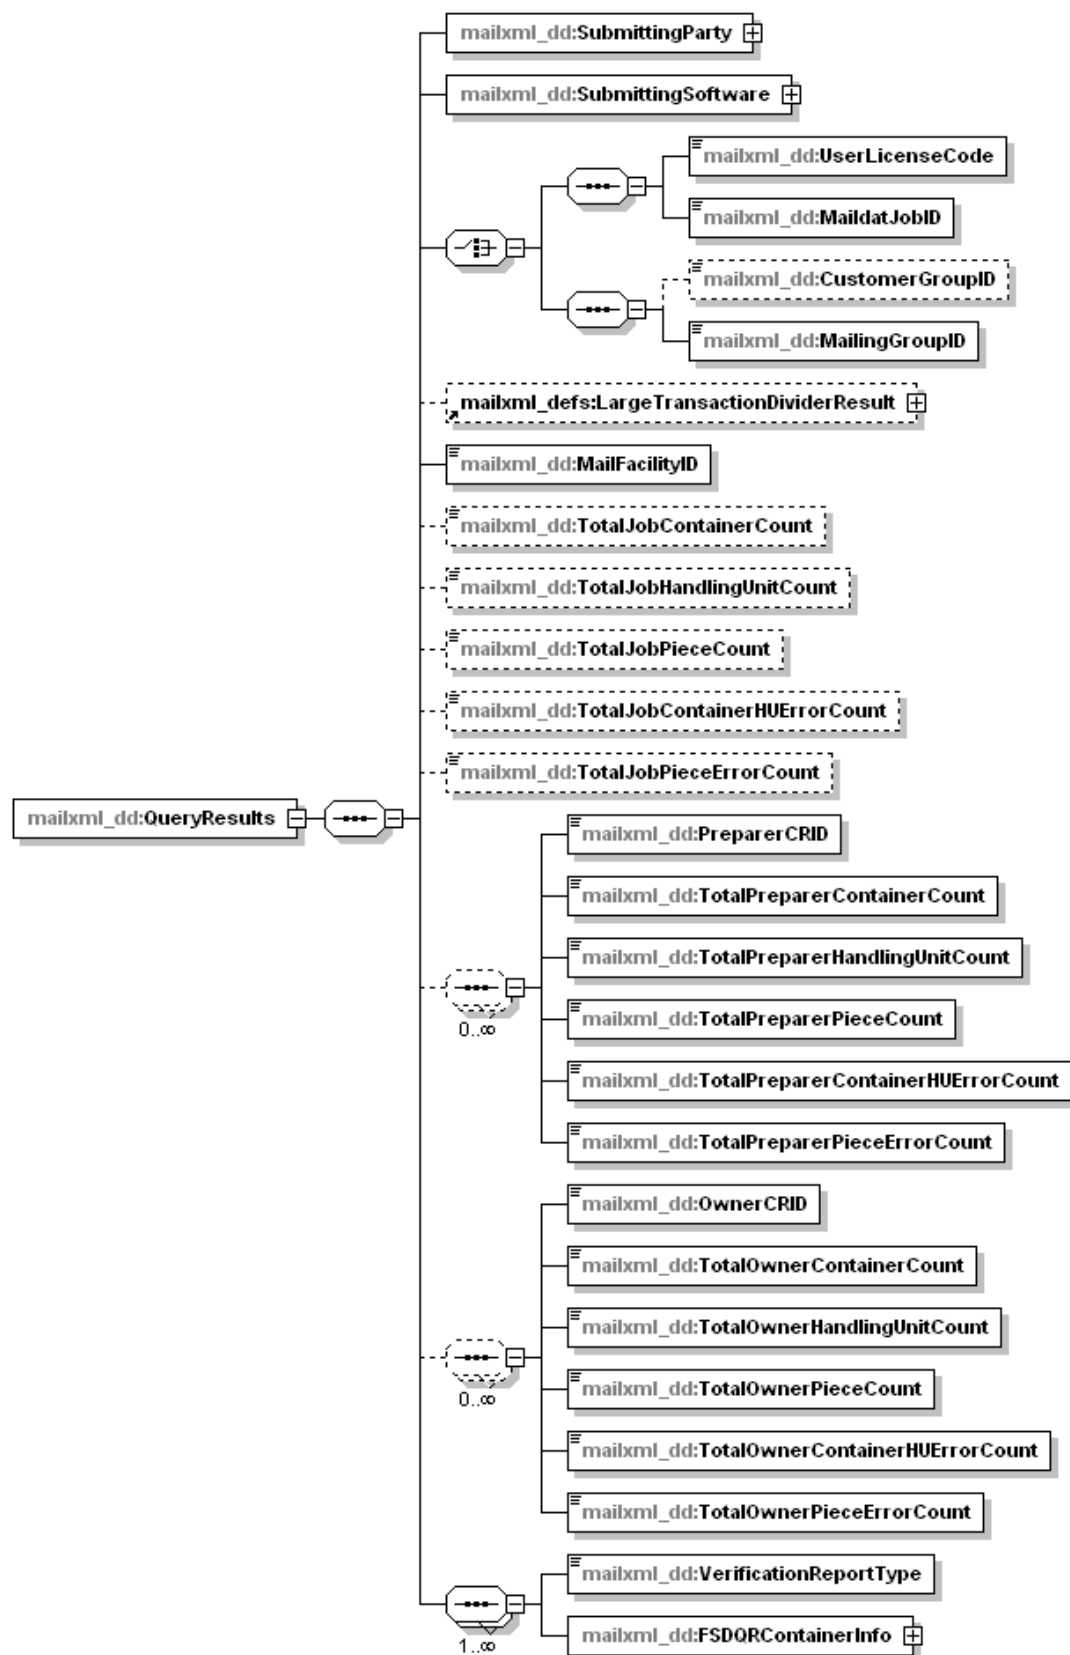 mailxml_dd:SubmittingParty
mailxml_dd:SubmittingSoftware
mailxml_dd:UserLicenseCode
mailxml_dd:MaildatJobID
mailxml_dd:CustomerGroupID
mailxml_dd:MailingGroupID
mailxml_defs:LargeTransactionDividerResult
mailxml_dd:MailFacilityID
mailxml_dd:TotalJobContainerCount
mailxml_dd:TotalJobHandlingUnitCount
mailxml_dd:TotalJobPieceCount
mailxml_dd:TotalJobContainerHUErrorCount
mailxml_dd:TotalJobPieceErrorCount
mailxml_dd:QueryResults
mailxml_dd:PreparerCRID
mailxml_dd:TotalPreparerContainerCount
mailxml_dd:TotalPreparerHandlingUnitCount
0..∞
mailxml_dd:TotalPreparerPieceCount
mailxml_dd:TotalPreparerContainerHUErrorCount
mailxml_dd:TotalPreparerPieceErrorCount
mailxml_dd:OwnerCRID
mailxml_dd:TotalOwnerContainerCount
mailxml_dd:TotalOwnerHandlingUnitCount
0..∞
mailxml_dd:TotalOwnerPieceCount
mailxml_dd:TotalOwnerContainerHUErrorCount
mailxml_dd:TotalOwnerPieceErrorCount
mailxml_dd:VerificationReportType
1..∞
mailxml_dd:FSDQRContainerInfo